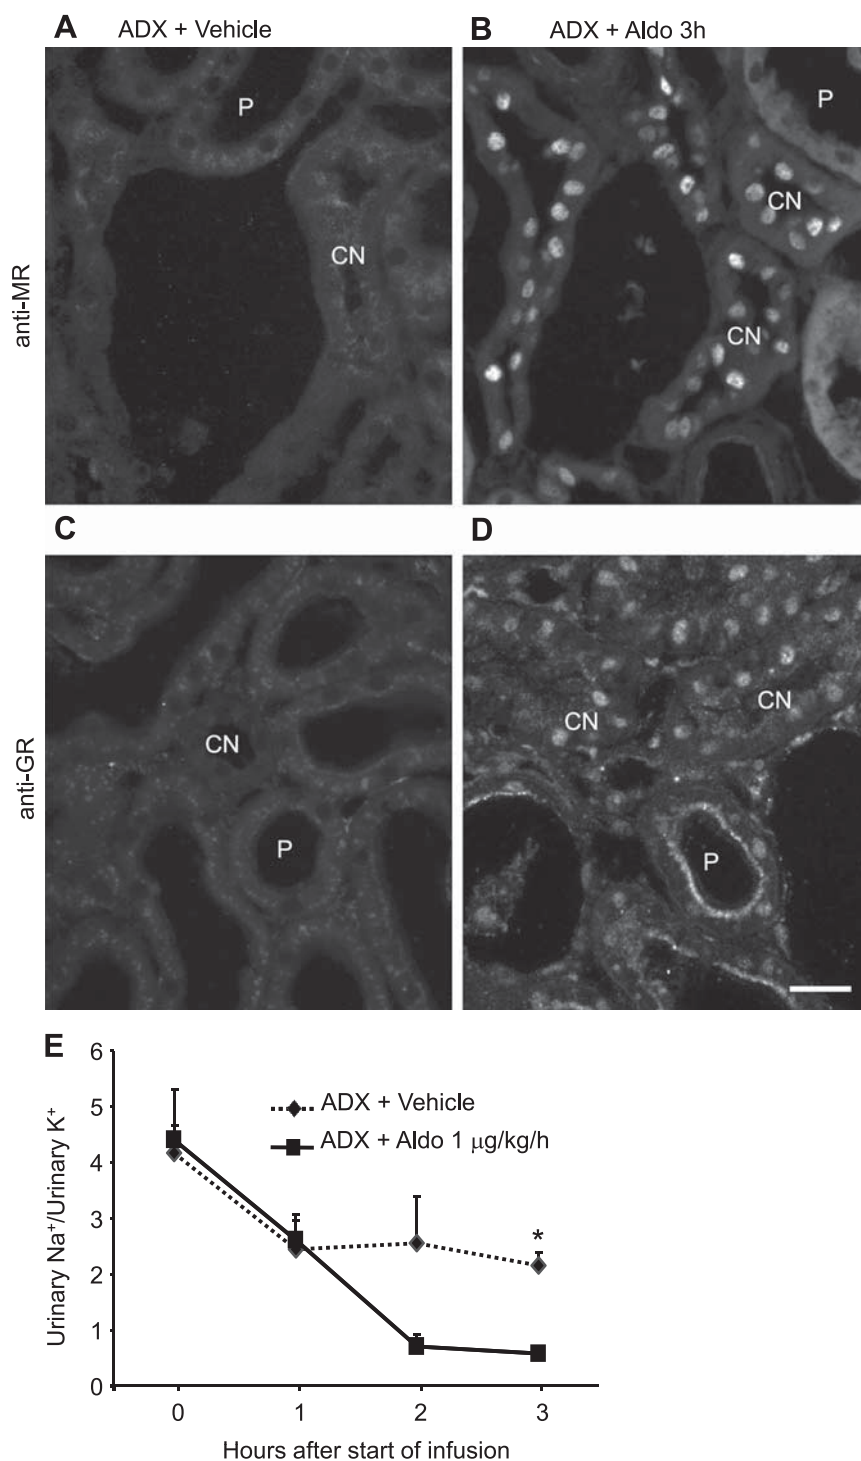 A ADX + Vehicle
B ADX + Aldo 3h
anti-MR
P
CN
P
CN
CN
C
D
anti-GR
CN
P
CN
CN
P
E
Urinary Na⁺/Urinary K⁺
6
5
4
3
2
1
0
ADX + Vehicle
ADX + Aldo 1 μg/kg/h
*
0 1 2 3
Hours after start of infusion